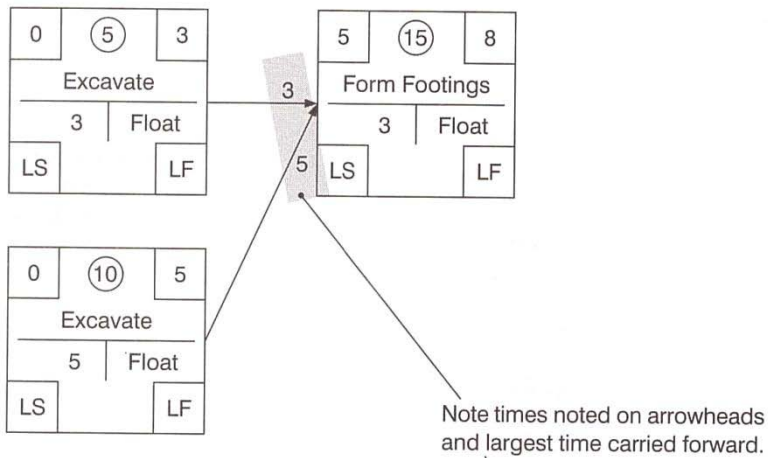 0 5 3
Excavate
3 Float
LS LF
3
5
5 15 8
Form Footings
3 Float
LS LF
0 10 5
Excavate
5 Float
LS LF
Note times noted on arrowheads
and largest time carried forward.